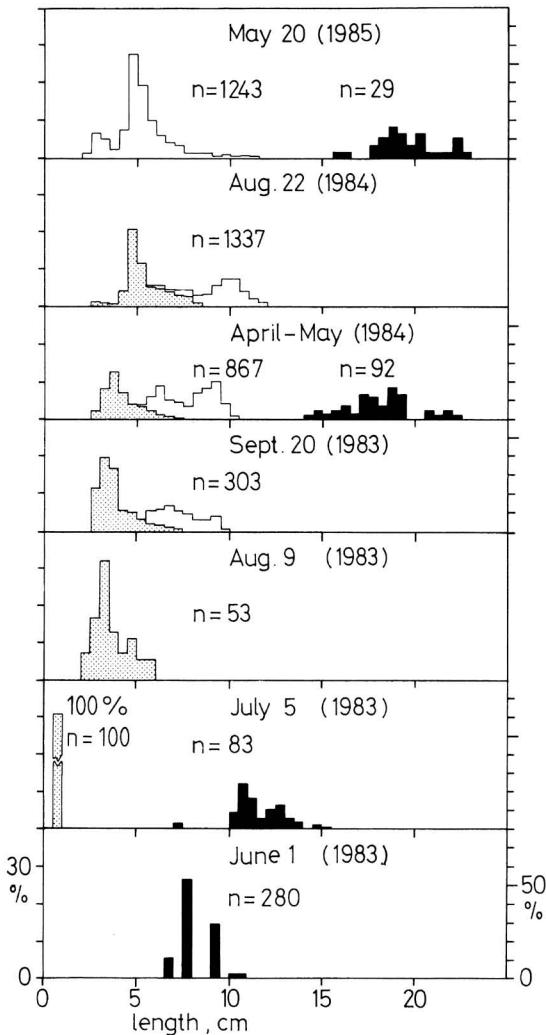 May 20 (1985)
n=1243 n=29
Aug. 22 (1984)
n=1337
April-May (1984)
n=867 n=92
Sept. 20 (1983)
n=303
Aug. 9 (1983)
n=53
100%
n=100
July 5 (1983)
n=83
June 1 (1983)
n=280
30
%
0
50
%
0
0 5 10 15 20
length, cm